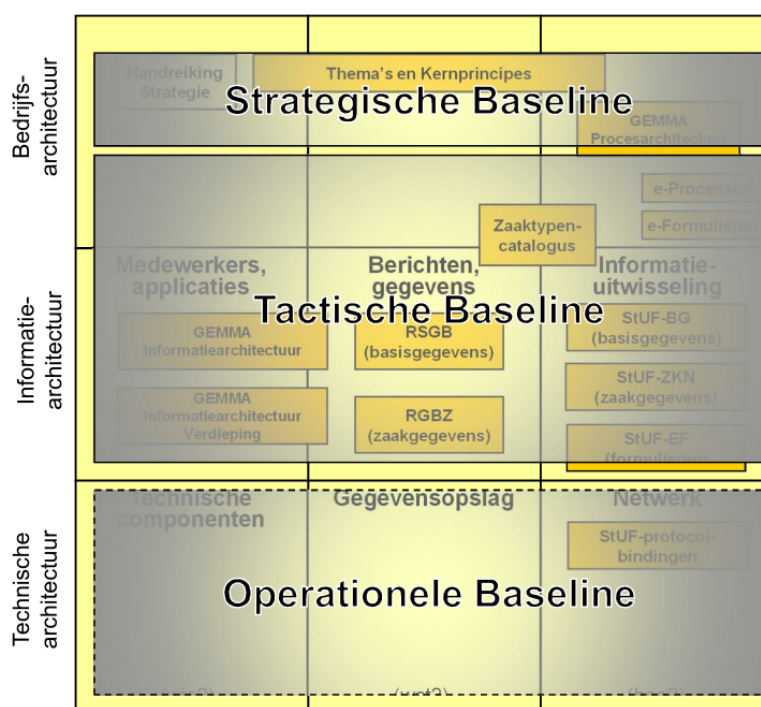 Bedrijfs-
architectuur
Handreiking
Strategie
Thema's en Kernprincipes
Strategische Baseline
GEMMA
Procesarchitectuur
e-Processen
e-Formulieren
Zaaktypen-
catalogus
Informatie-
architectuur
Medewerkers,
applicaties
Berichten,
gegevens
Informatie-
uitwisseling
Tactische Baseline
GEMMA
Informatiearchitectuur
RSGB
(basisgegevens)
StUF-BG
(basisgegevens)
StUF-ZKN
(zaakgegevens)
GEMMA
Informatiearchitectuur
Verdieping
RGBZ
(zaakgegevens)
StUF-EF
(formulieren)
Technische
architectuur
Technische
componenten
Gegevensopslag
Netwerk
StUF-protocol-
bindingen
Operationele Baseline